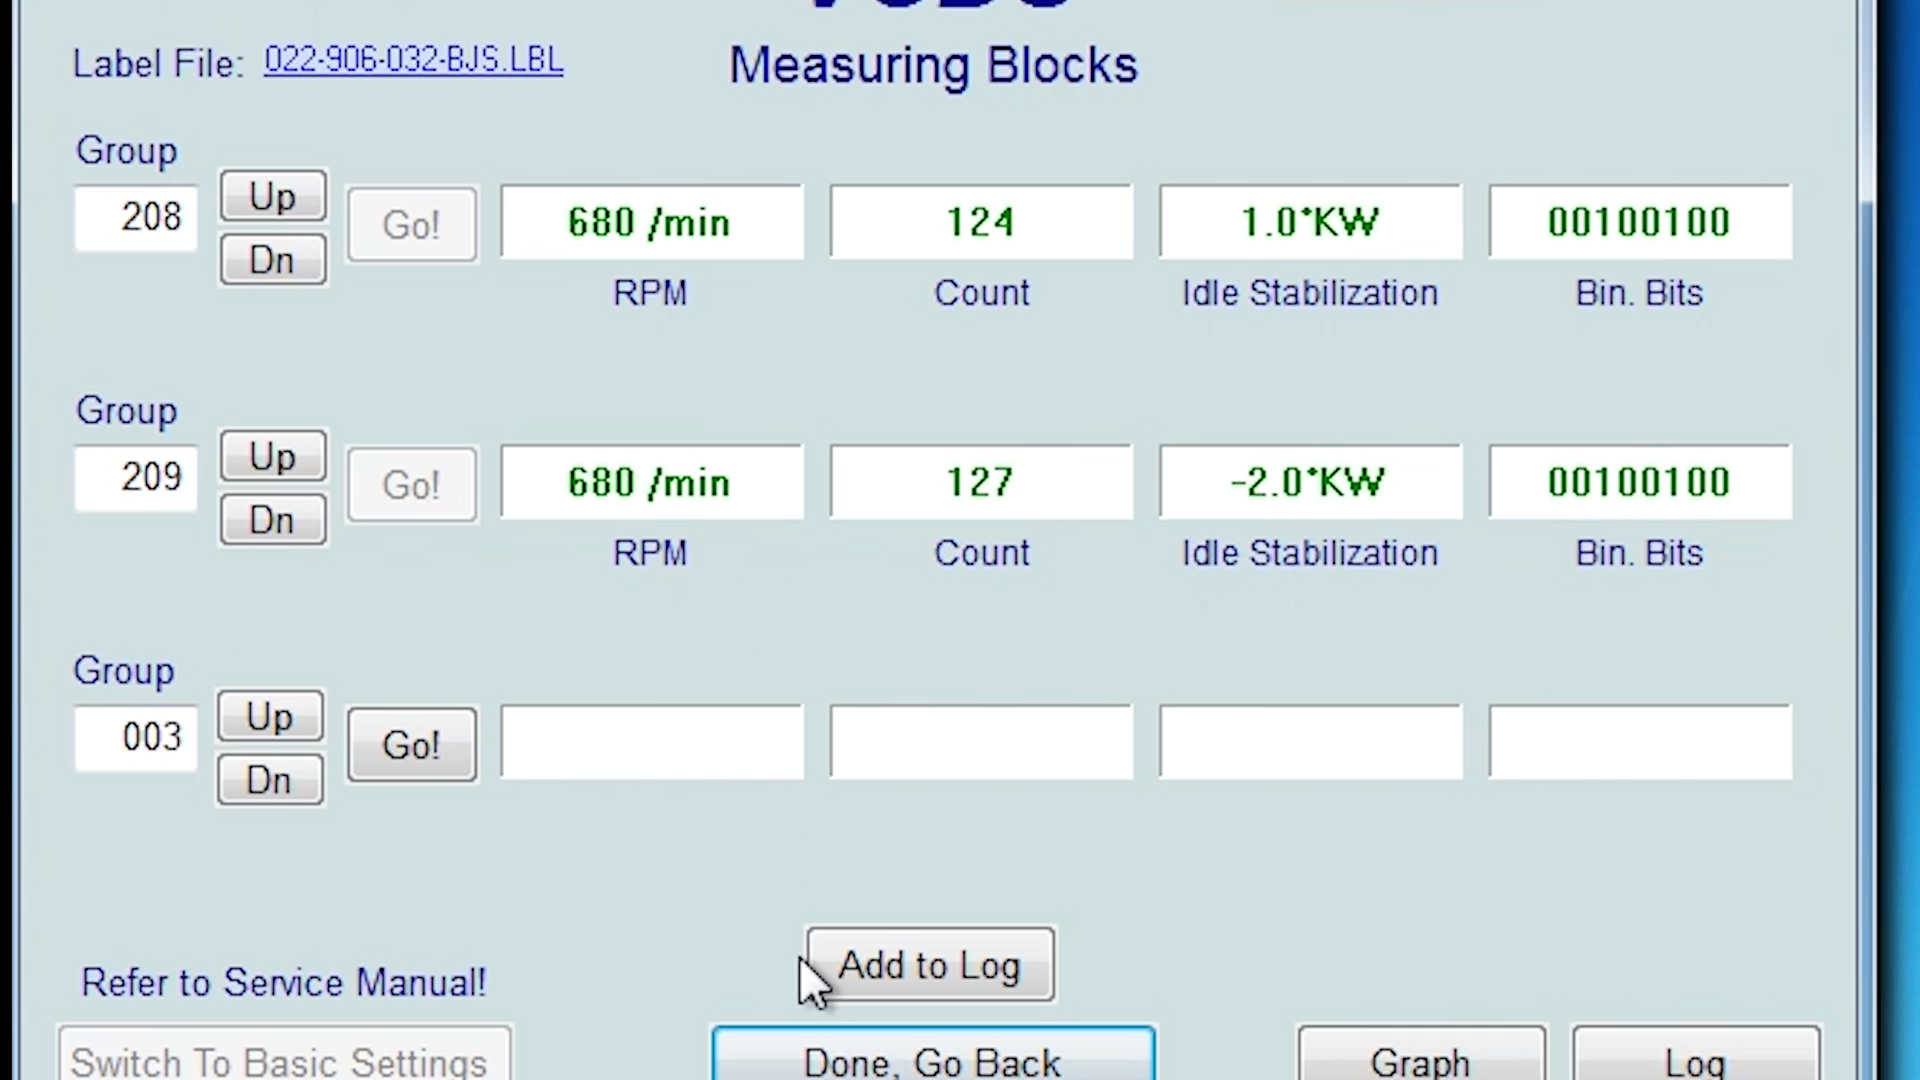 Label File: 022-906-032-BJS.LBL
Measuring Blocks
Group
208 Up Dn Go! 680 /min 124 1.0°KW 00100100
RPM Count Idle Stabilization Bin. Bits
Group
209 Up Dn Go! 680 /min 127 -2.0°KW 00100100
RPM Count Idle Stabilization Bin. Bits
Group
003 Up Dn Go!
Refer to Service Manual!
Add to Log
Switch To Basic Settings
Done, Go Back
Graph
Log